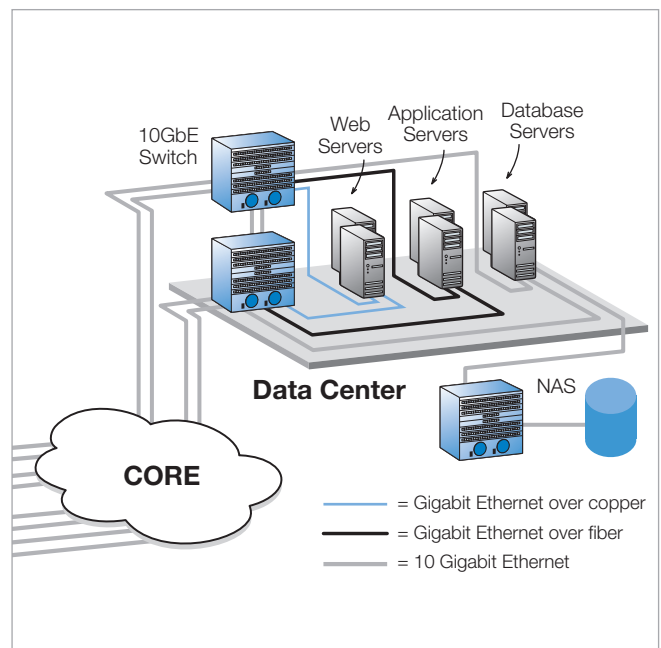 10GbE
Switch
Web
Servers
Application
Servers
Database
Servers
Data Center
NAS
CORE
= Gigabit Ethernet over copper
= Gigabit Ethernet over fiber
= 10 Gigabit Ethernet